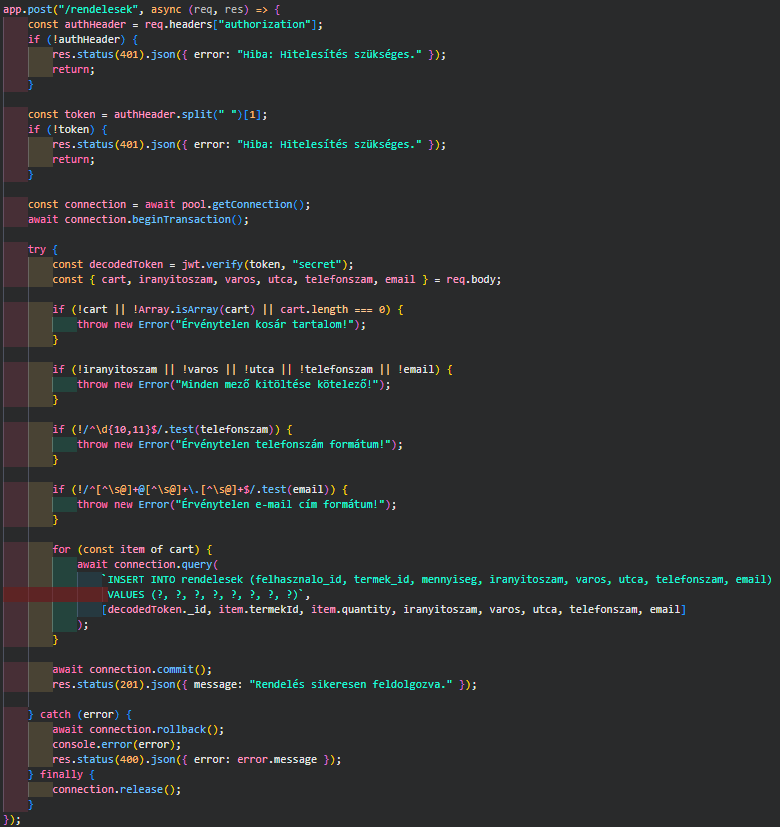 app.post("/rendelesek", async (req, res) => {
    const authHeader = req.headers["authorization"];
    if (!authHeader) {
        res.status(401).json({ error: "Hiba: Hitelesítés szükséges." });
        return;
    }

    const token = authHeader.split(" ")[1];
    if (!token) {
        res.status(401).json({ error: "Hiba: Hitelesítés szükséges." });
        return;
    }

    const connection = await pool.getConnection();
    await connection.beginTransaction();

    try {
        const decodedToken = jwt.verify(token, "secret");
        const { cart, iranyitoszam, varos, utca, telefonszam, email } = req.body;

        if (!cart || !Array.isArray(cart) || cart.length === 0) {
            throw new Error("Érvénytelen kosár tartalom!");
        }

        if (!iranyitoszam || !varos || !utca || !telefonszam || !email) {
            throw new Error("Minden mező kitöltése kötelező!");
        }

        if (!/^\d{10,11}$/.test(telefonszam)) {
            throw new Error("Érvénytelen telefonszám formátum!");
        }

        if (!/^[^\s@]+@[^\s@]+\.[^\s@]+$/.test(email)) {
            throw new Error("Érvénytelen e-mail cím formátum!");
        }

        for (const item of cart) {
            await connection.query(
                `INSERT INTO rendelesek (felhasznalo_id, termek_id, mennyiseg, iranyitoszam, varos, utca, telefonszam, email)
                 VALUES (?, ?, ?, ?, ?, ?, ?, ?)`,
                [decodedToken._id, item.termekId, item.quantity, iranyitoszam, varos, utca, telefonszam, email]
            );
        }

        await connection.commit();
        res.status(201).json({ message: "Rendelés sikeresen feldolgozva." });

    } catch (error) {
        await connection.rollback();
        console.error(error);
        res.status(400).json({ error: error.message });
    } finally {
        connection.release();
    }
});